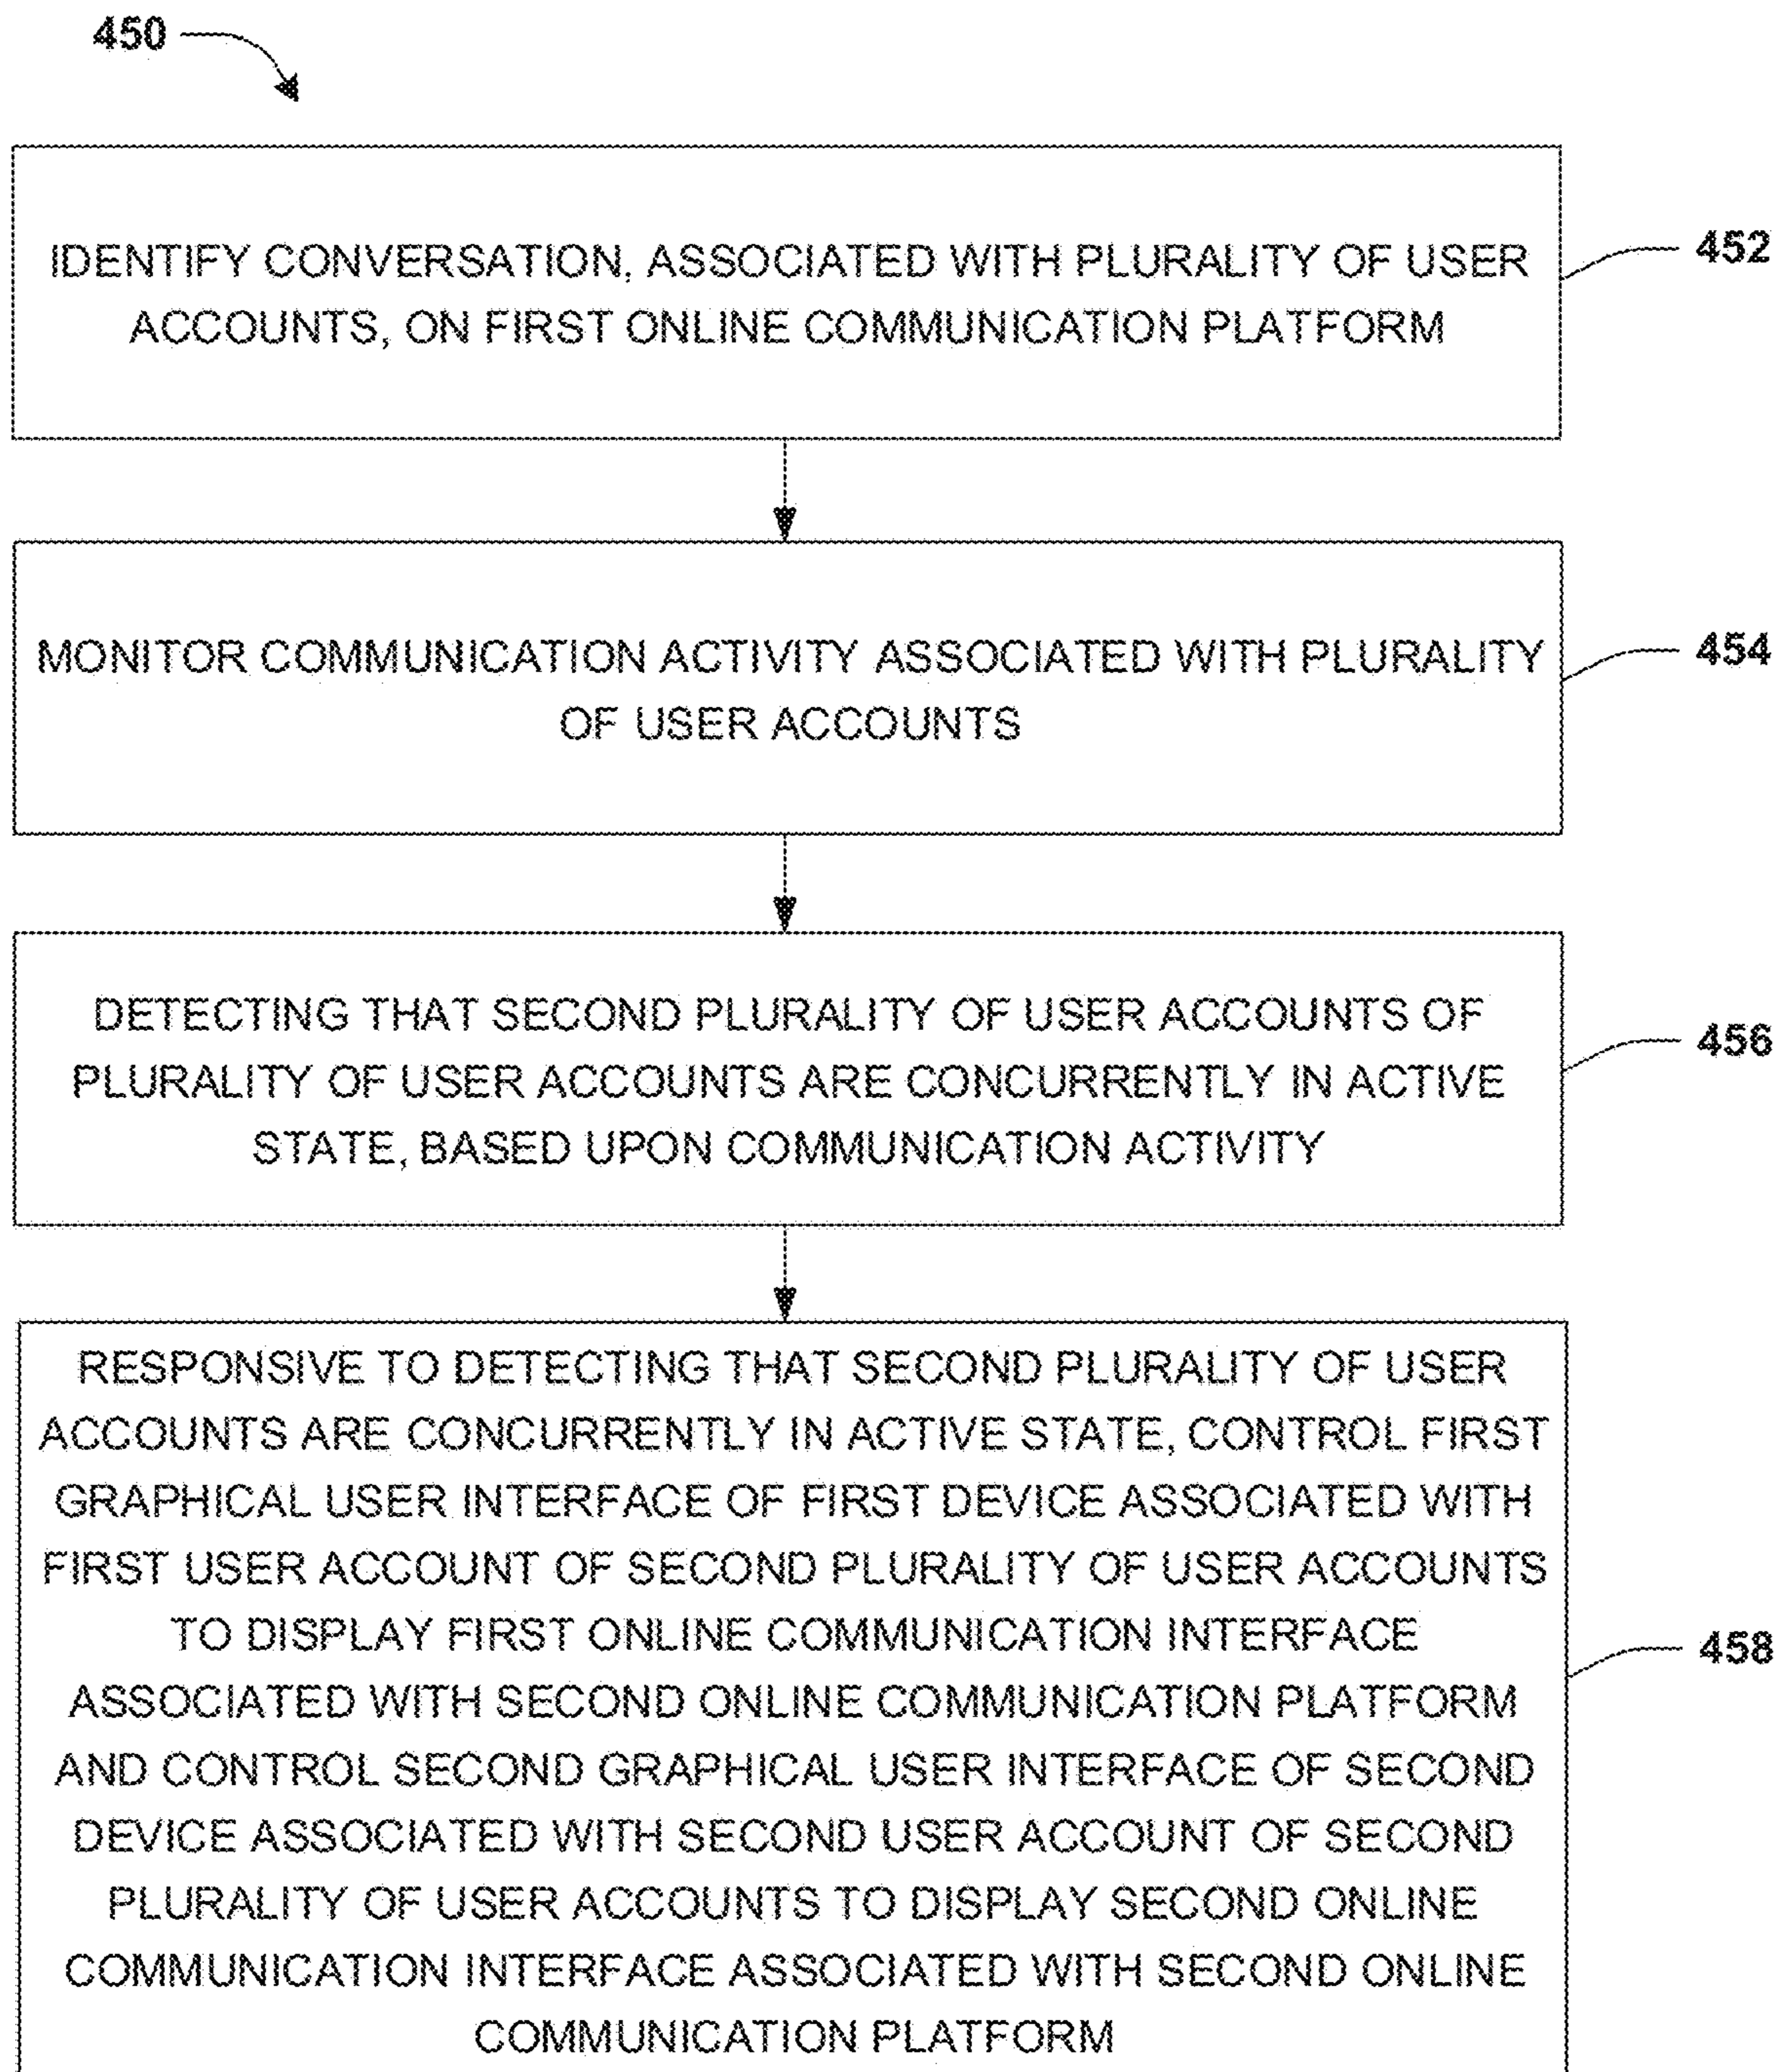 450
IDENTIFY CONVERSATION, ASSOCIATED WITH PLURALITY OF USER
ACCOUNTS, ON FIRST ONLINE COMMUNICATION PLATFORM
452
MONITOR COMMUNICATION ACTIVITY ASSOCIATED WITH PLURALITY
OF USER ACCOUNTS
454
DETECTING THAT SECOND PLURALITY OF USER ACCOUNTS OF
PLURALITY OF USER ACCOUNTS ARE CONCURRENTLY IN ACTIVE
STATE, BASED UPON COMMUNICATION ACTIVITY
456
RESPONSIVE TO DETECTING THAT SECOND PLURALITY OF USER
ACCOUNTS ARE CONCURRENTLY IN ACTIVE STATE, CONTROL FIRST
GRAPHICAL USER INTERFACE OF FIRST DEVICE ASSOCIATED WITH
FIRST USER ACCOUNT OF SECOND PLURALITY OF USER ACCOUNTS
TO DISPLAY FIRST ONLINE COMMUNICATION INTERFACE
ASSOCIATED WITH SECOND ONLINE COMMUNICATION PLATFORM
AND CONTROL SECOND GRAPHICAL USER INTERFACE OF SECOND
DEVICE ASSOCIATED WITH SECOND USER ACCOUNT OF SECOND
PLURALITY OF USER ACCOUNTS TO DISPLAY SECOND ONLINE
COMMUNICATION INTERFACE ASSOCIATED WITH SECOND ONLINE
COMMUNICATION PLATFORM
458